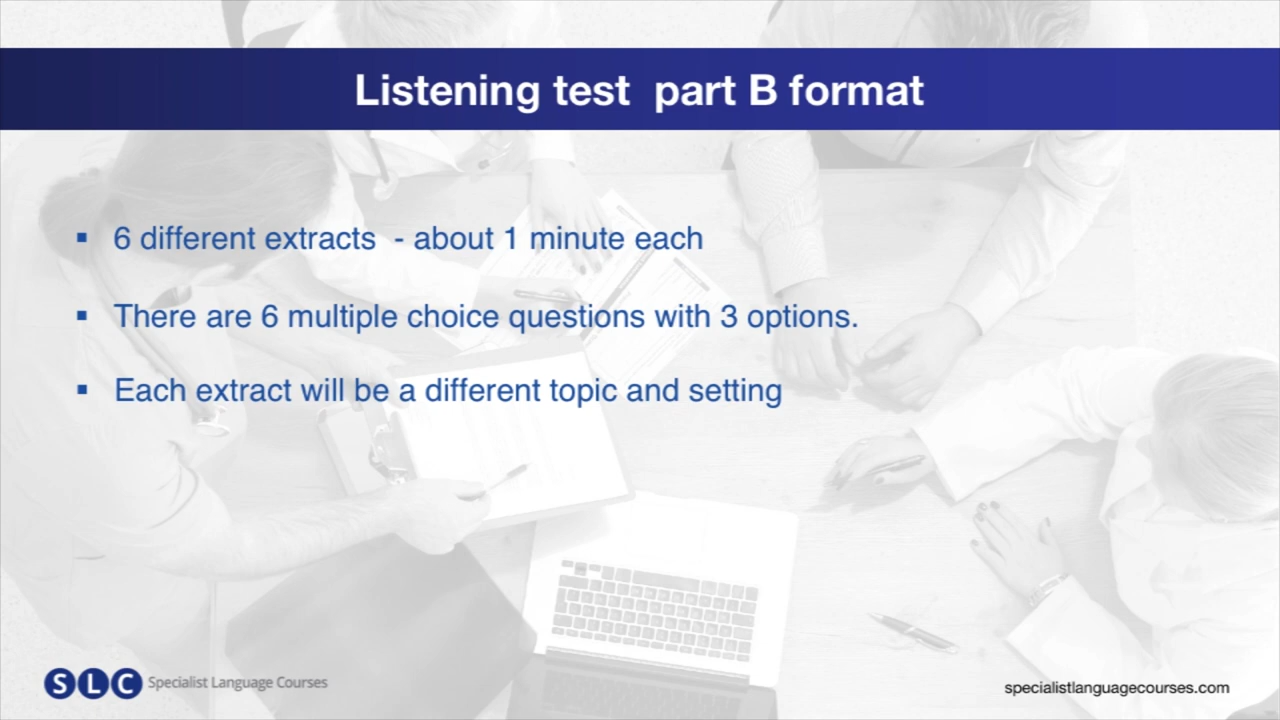 Listening test  part B format
▪ 6 different extracts  - about 1 minute each
▪ There are 6 multiple choice questions with 3 options.
▪ Each extract will be a different topic and setting
SLC Specialist Language Courses
specialistlanguagecourses.com